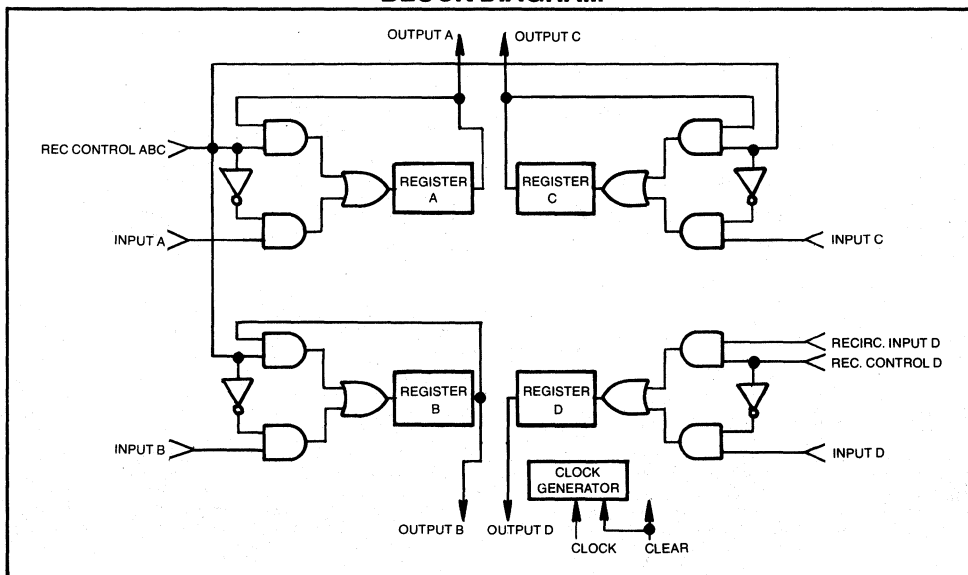 BLOCK DIAGRAM
OUTPUT A
OUTPUT C
REC CONTROL ABC
REGISTER
A
REGISTER
C
INPUT A
INPUT C
RECIRC. INPUT D
REC. CONTROL D
REGISTER
B
REGISTER
D
INPUT B
INPUT D
CLOCK
GENERATOR
OUTPUT B
OUTPUT D
CLOCK
CLEAR